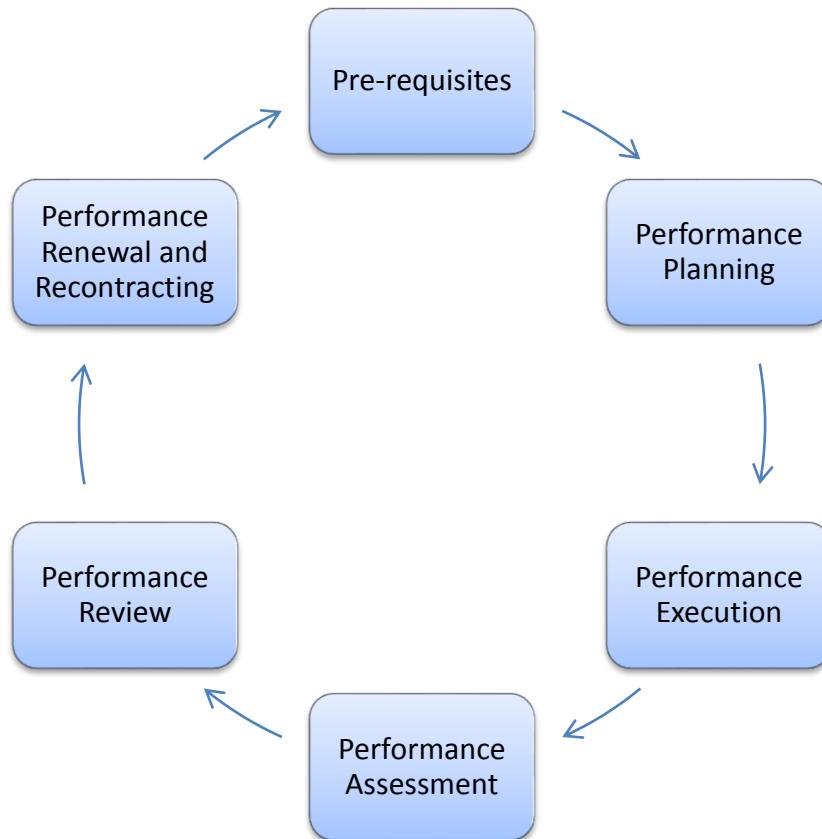 Pre-requisites
Performance
Planning
Performance
Execution
Performance
Assessment
Performance
Review
Performance
Renewal and
Recontracting